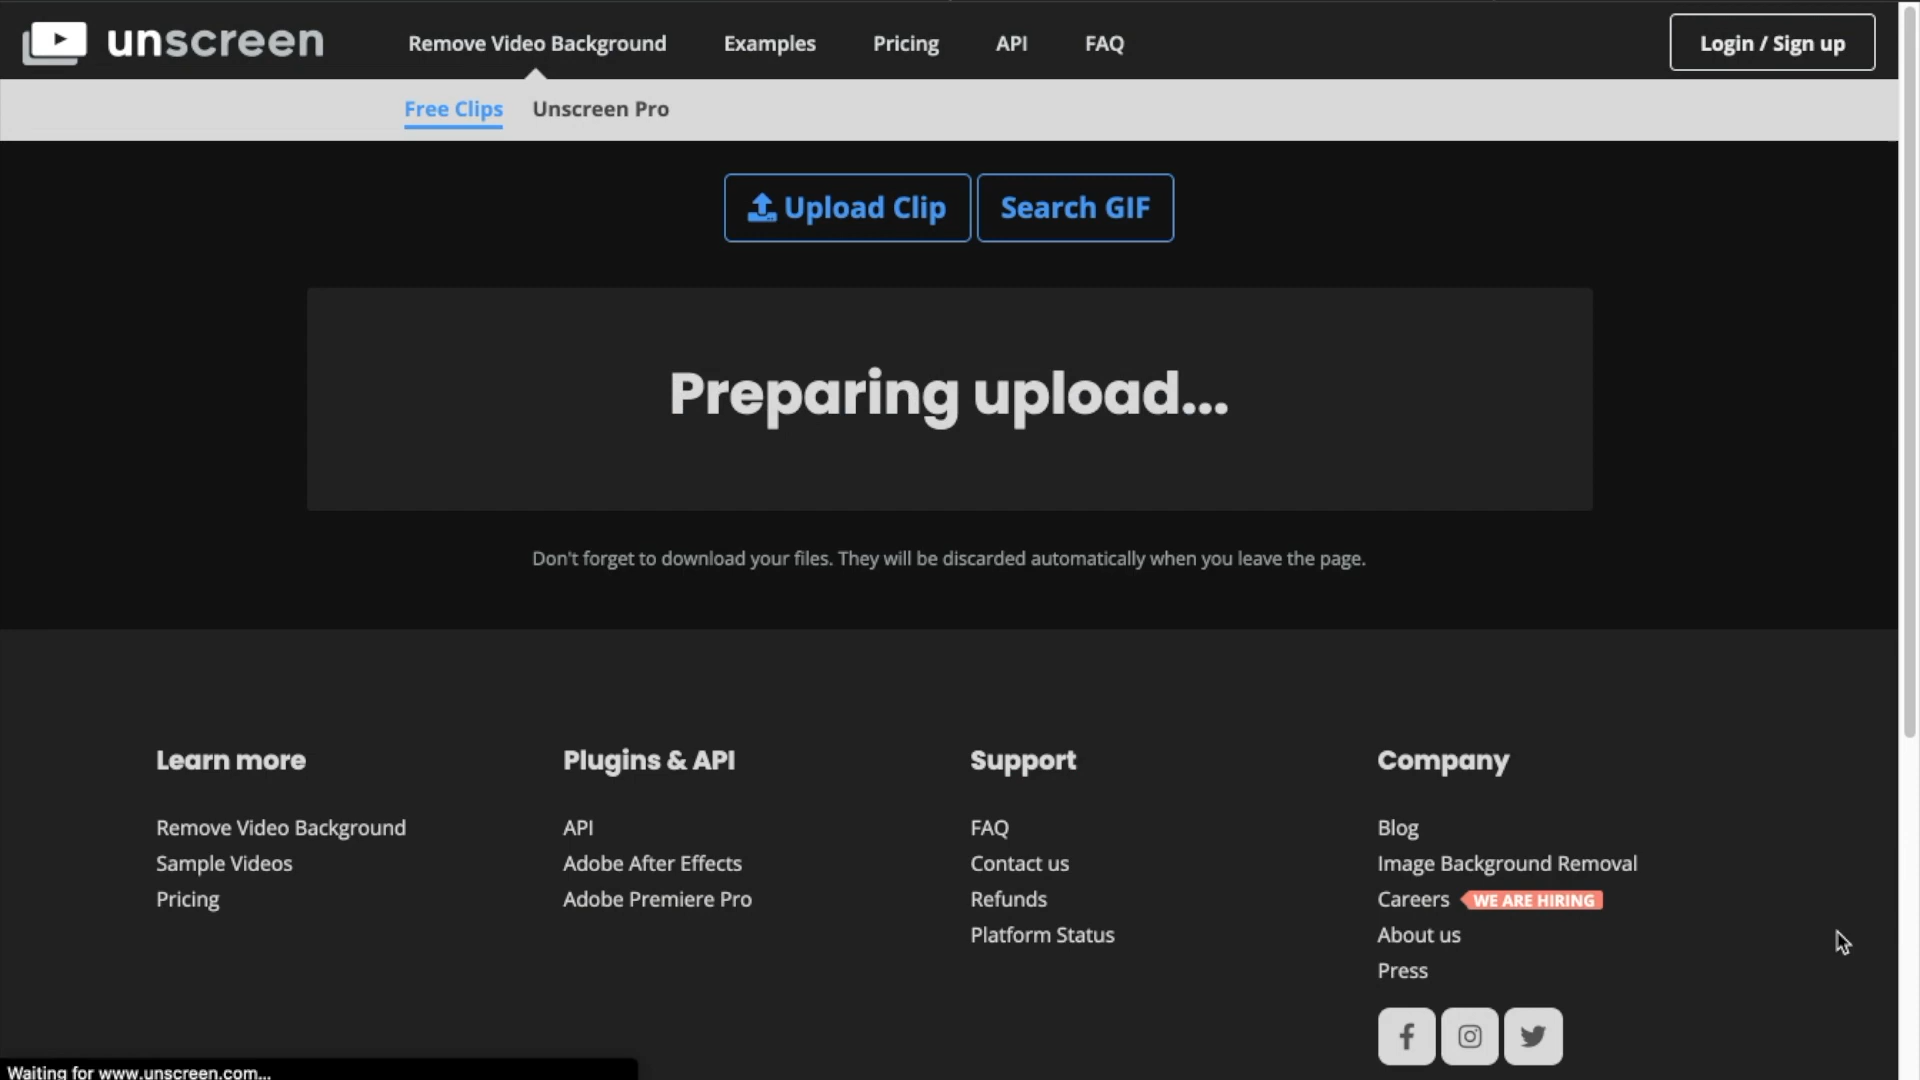 unscreen
Remove Video Background
Examples
Pricing
API
FAQ
Login / Sign up
Free Clips
Unscreen Pro
Upload Clip
Search GIF
Preparing upload...
Don't forget to download your files. They will be discarded automatically when you leave the page.
Learn more
Remove Video Background
Sample Videos
Pricing
Plugins & API
API
Adobe After Effects
Adobe Premiere Pro
Support
FAQ
Contact us
Refunds
Platform Status
Company
Blog
Image Background Removal
Careers WE ARE HIRING
About us
Press
Waiting for www.unscreen.com...